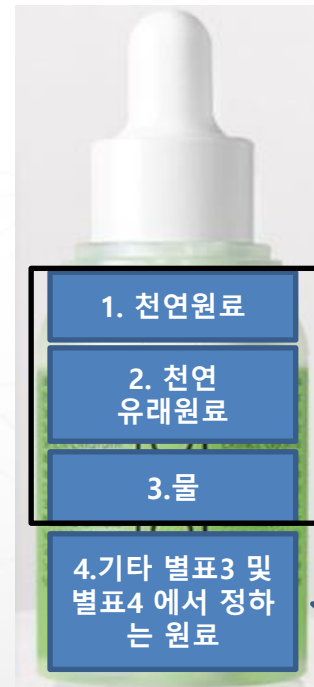 1. 천연원료
2. 천연
유래원료
3.물
4.기타 별표3 및
별표4 에서 정하
는 원료